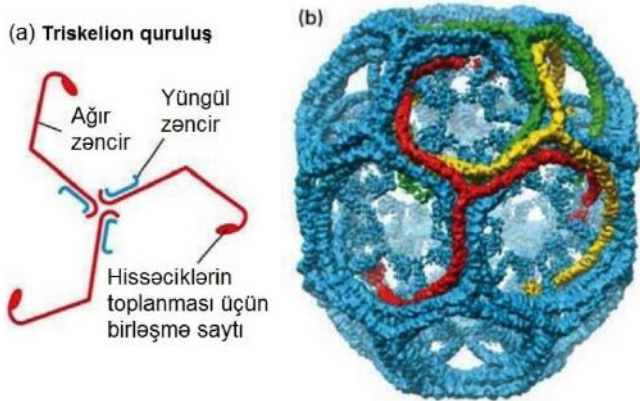 (a) Triskelion quruluş
Ağır
zəncir
Yüngül
zəncir
Hissəciklərin
toplanması üçün
birləşmə saytı
(b)